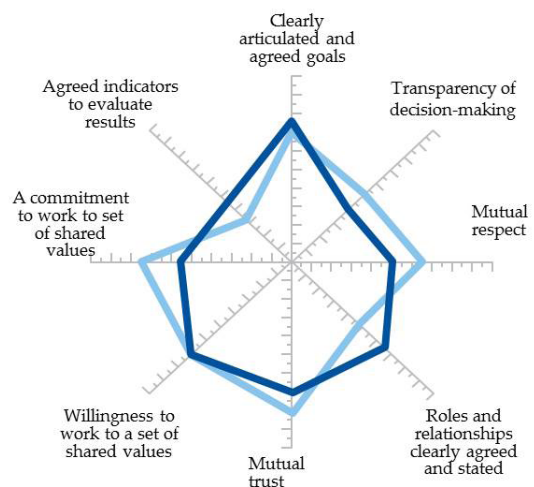 Clearly
articulated and
agreed goals
Transparency of
decision-making
Mutual
respect
Roles and
relationships
clearly agreed
and stated
Mutual
trust
Willingness to
work to a set of
shared values
A commitment
to work to set
of shared
values
Agreed indicators
to evaluate
results